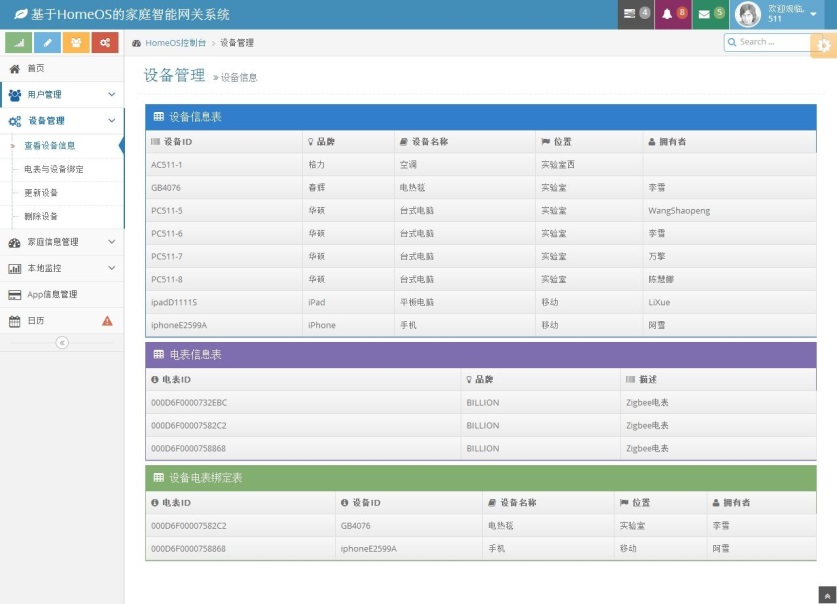 基于HomeOS的家庭智能网关系统
4
8
5
欢迎观临,
511
HomeOS控制台 > 设备管理
Search ...
首页
用户管理
设备管理
查看设备信息
电表与设备绑定
更新设备
删除设备
家庭信息管理
本地监控
App信息管理
日历
设备管理 » 设备信息
设备信息表
设备ID 品牌 设备名称 位置 拥有者
AC511-1 格力 空调 实验室西
GB4076 春辉 电热毯 实验室 李雪
PC511-5 华硕 台式电脑 实验室 WangShaopeng
PC511-6 华硕 台式电脑 实验室 李雪
PC511-7 华硕 台式电脑 实验室 万擎
PC511-8 华硕 台式电脑 实验室 陈慧娜
ipadD1111S iPad 平板电脑 移动 LiXue
iphoneE2599A iPhone 手机 移动 阿雪
电表信息表
电表ID 品牌 描述
000D6F0000732EBC BILLION Zigbee电表
000D6F00007582C2 BILLION Zigbee电表
000D6F0000758868 BILLION Zigbee电表
设备电表绑定表
电表ID 设备ID 设备名称 位置 拥有者
000D6F00007582C2 GB4076 电热毯 实验室 李雪
000D6F0000758868 iphoneE2599A 手机 移动 阿雪